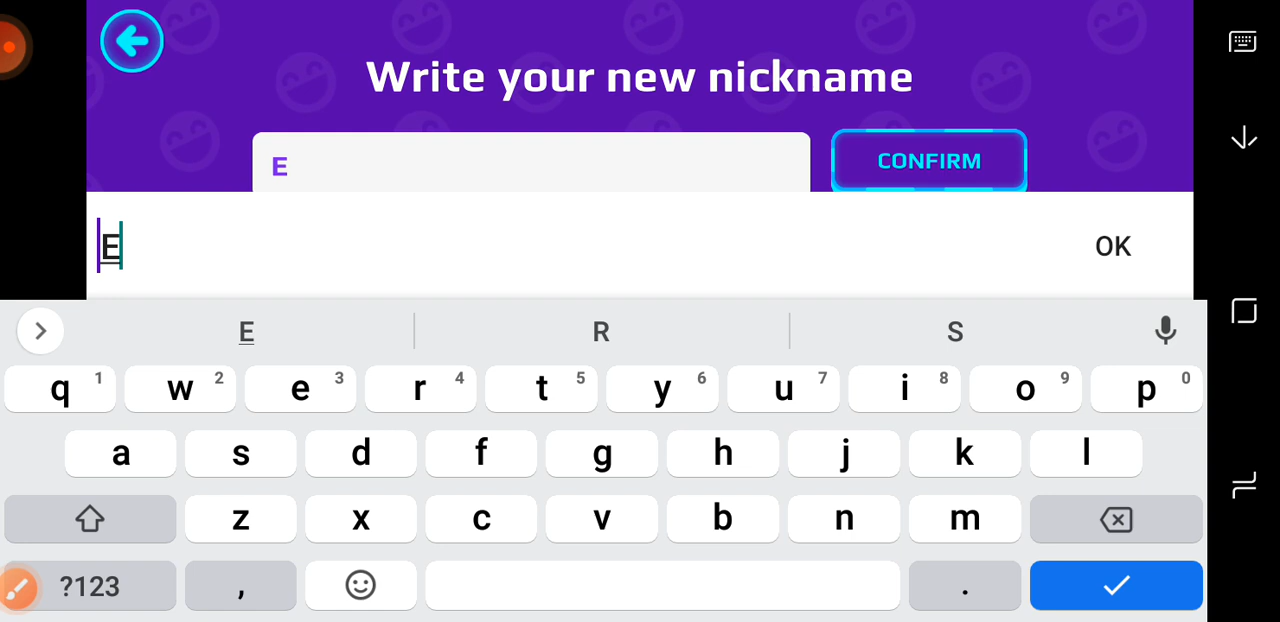 Write your new nickname
E
CONFIRM
E
OK
E R S
q 1 w 2 e 3 r 4 t 5 y 6 u 7 i 8 o 9 p 0
a s d f g h j k l
z x c v b n m
?123 , .